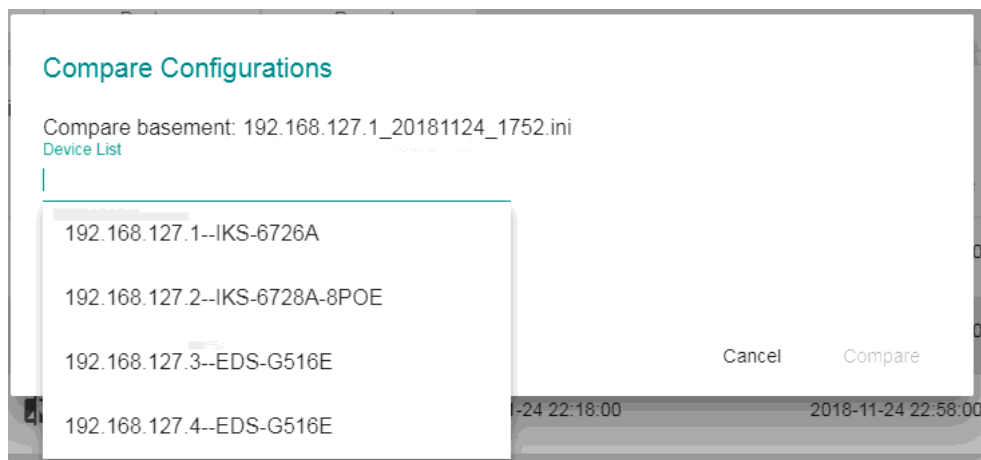 Compare Configurations
Compare basement: 192.168.127.1_20181124_1752.ini
Device List
192.168.127.1--IKS-6726A
192.168.127.2--IKS-6728A-8POE
192.168.127.3--EDS-G516E
Cancel Compare
1-24 22:18:00 2018-11-24 22:58:00
192.168.127.4--EDS-G516E